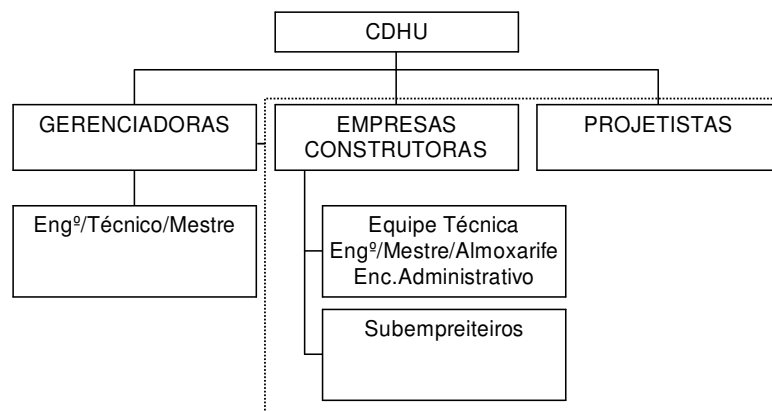 CDHU
GERENCIADORAS
EMPRESAS
CONSTRUTORAS
PROJETISTAS
Engº/Técnico/Mestre
Equipe Técnica
Engº/Mestre/Almoxarife
Enc.Administrativo
Subempreiteiros